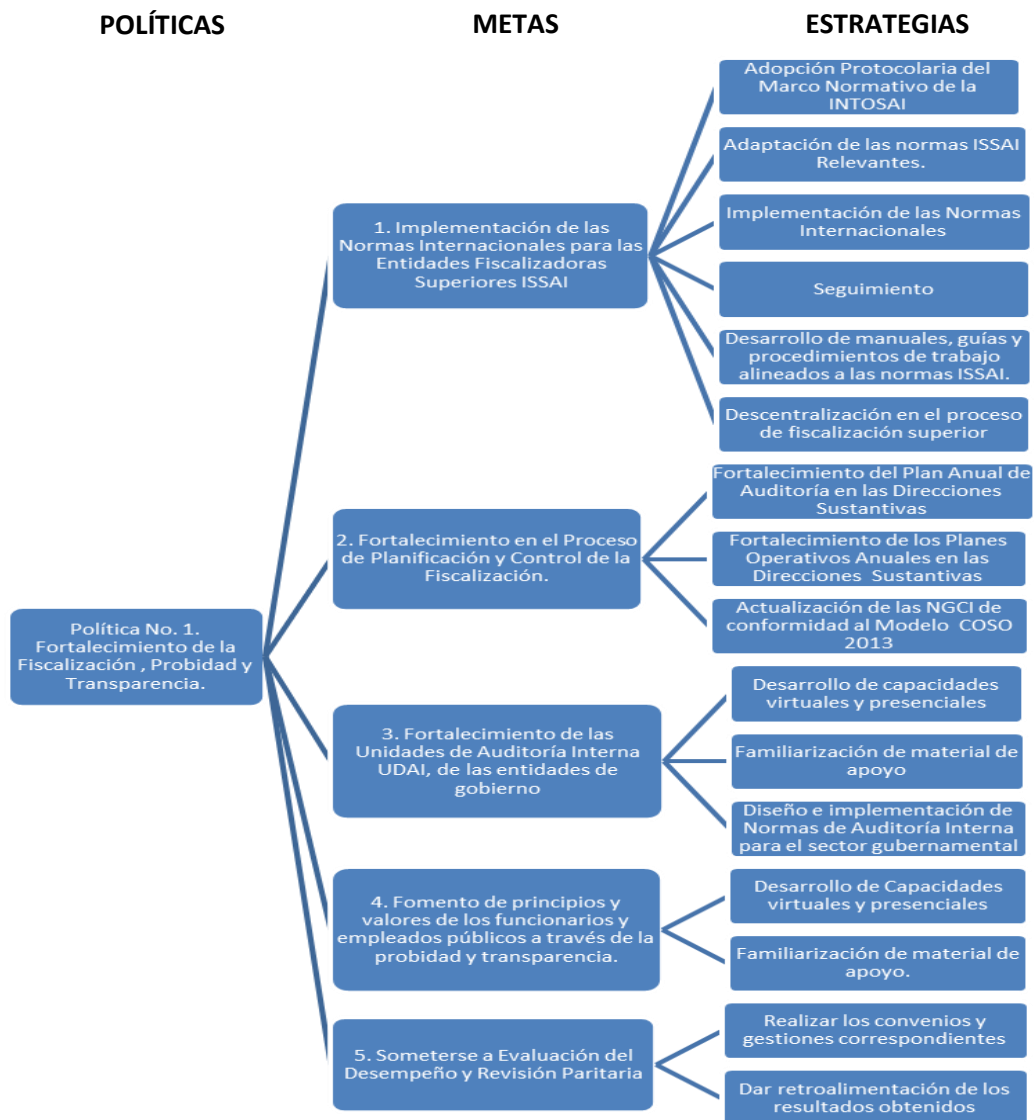 POLÍTICAS
METAS
ESTRATEGIAS
Política No. 1.
Fortalecimiento de la
Fiscalización , Probidad y
Transparencia.
1. Implementación de las
Normas Internacionales para las
Entidades Fiscalizadoras
Superiores ISSAI
Adopción Protocolaria del
Marco Normativo de la
INTOSAI
Adaptación de las normas ISSAI
Relevantes.
Implementación de las Normas
Internacionales
Seguimiento
Desarrollo de manuales, guías y
procedimientos de trabajo
alineados a las normas ISSAI.
Descentralización en el proceso
de fiscalización superior
2. Fortalecimiento en el Proceso
de Planificación y Control de la
Fiscalización.
Fortalecimiento del Plan Anual de
Auditoría en las Direcciones
Sustantivas
Fortalecimiento de los Planes
Operativos Anuales en las
Direcciones Sustantivas
Actualización de las NGCI de
conformidad al Modelo COSO
2013
3. Fortalecimiento de las
Unidades de Auditoría Interna
UDAI, de las entidades de
gobierno
Desarrollo de capacidades
virtuales y presenciales
Familiarización de material de
apoyo
Diseño e implementación de
Normas de Auditoría Interna
para el sector gubernamental
4. Fomento de principios y
valores de los funcionarios y
empleados públicos a través de la
probidad y transparencia.
Desarrollo de Capacidades
virtuales y presenciales
Familiarización de material de
apoyo.
5. Someterse a Evaluación del
Desempeño y Revisión Paritaria
Realizar los convenios y
gestiones correspondientes
Dar retroalimentación de los
resultados obtenidos